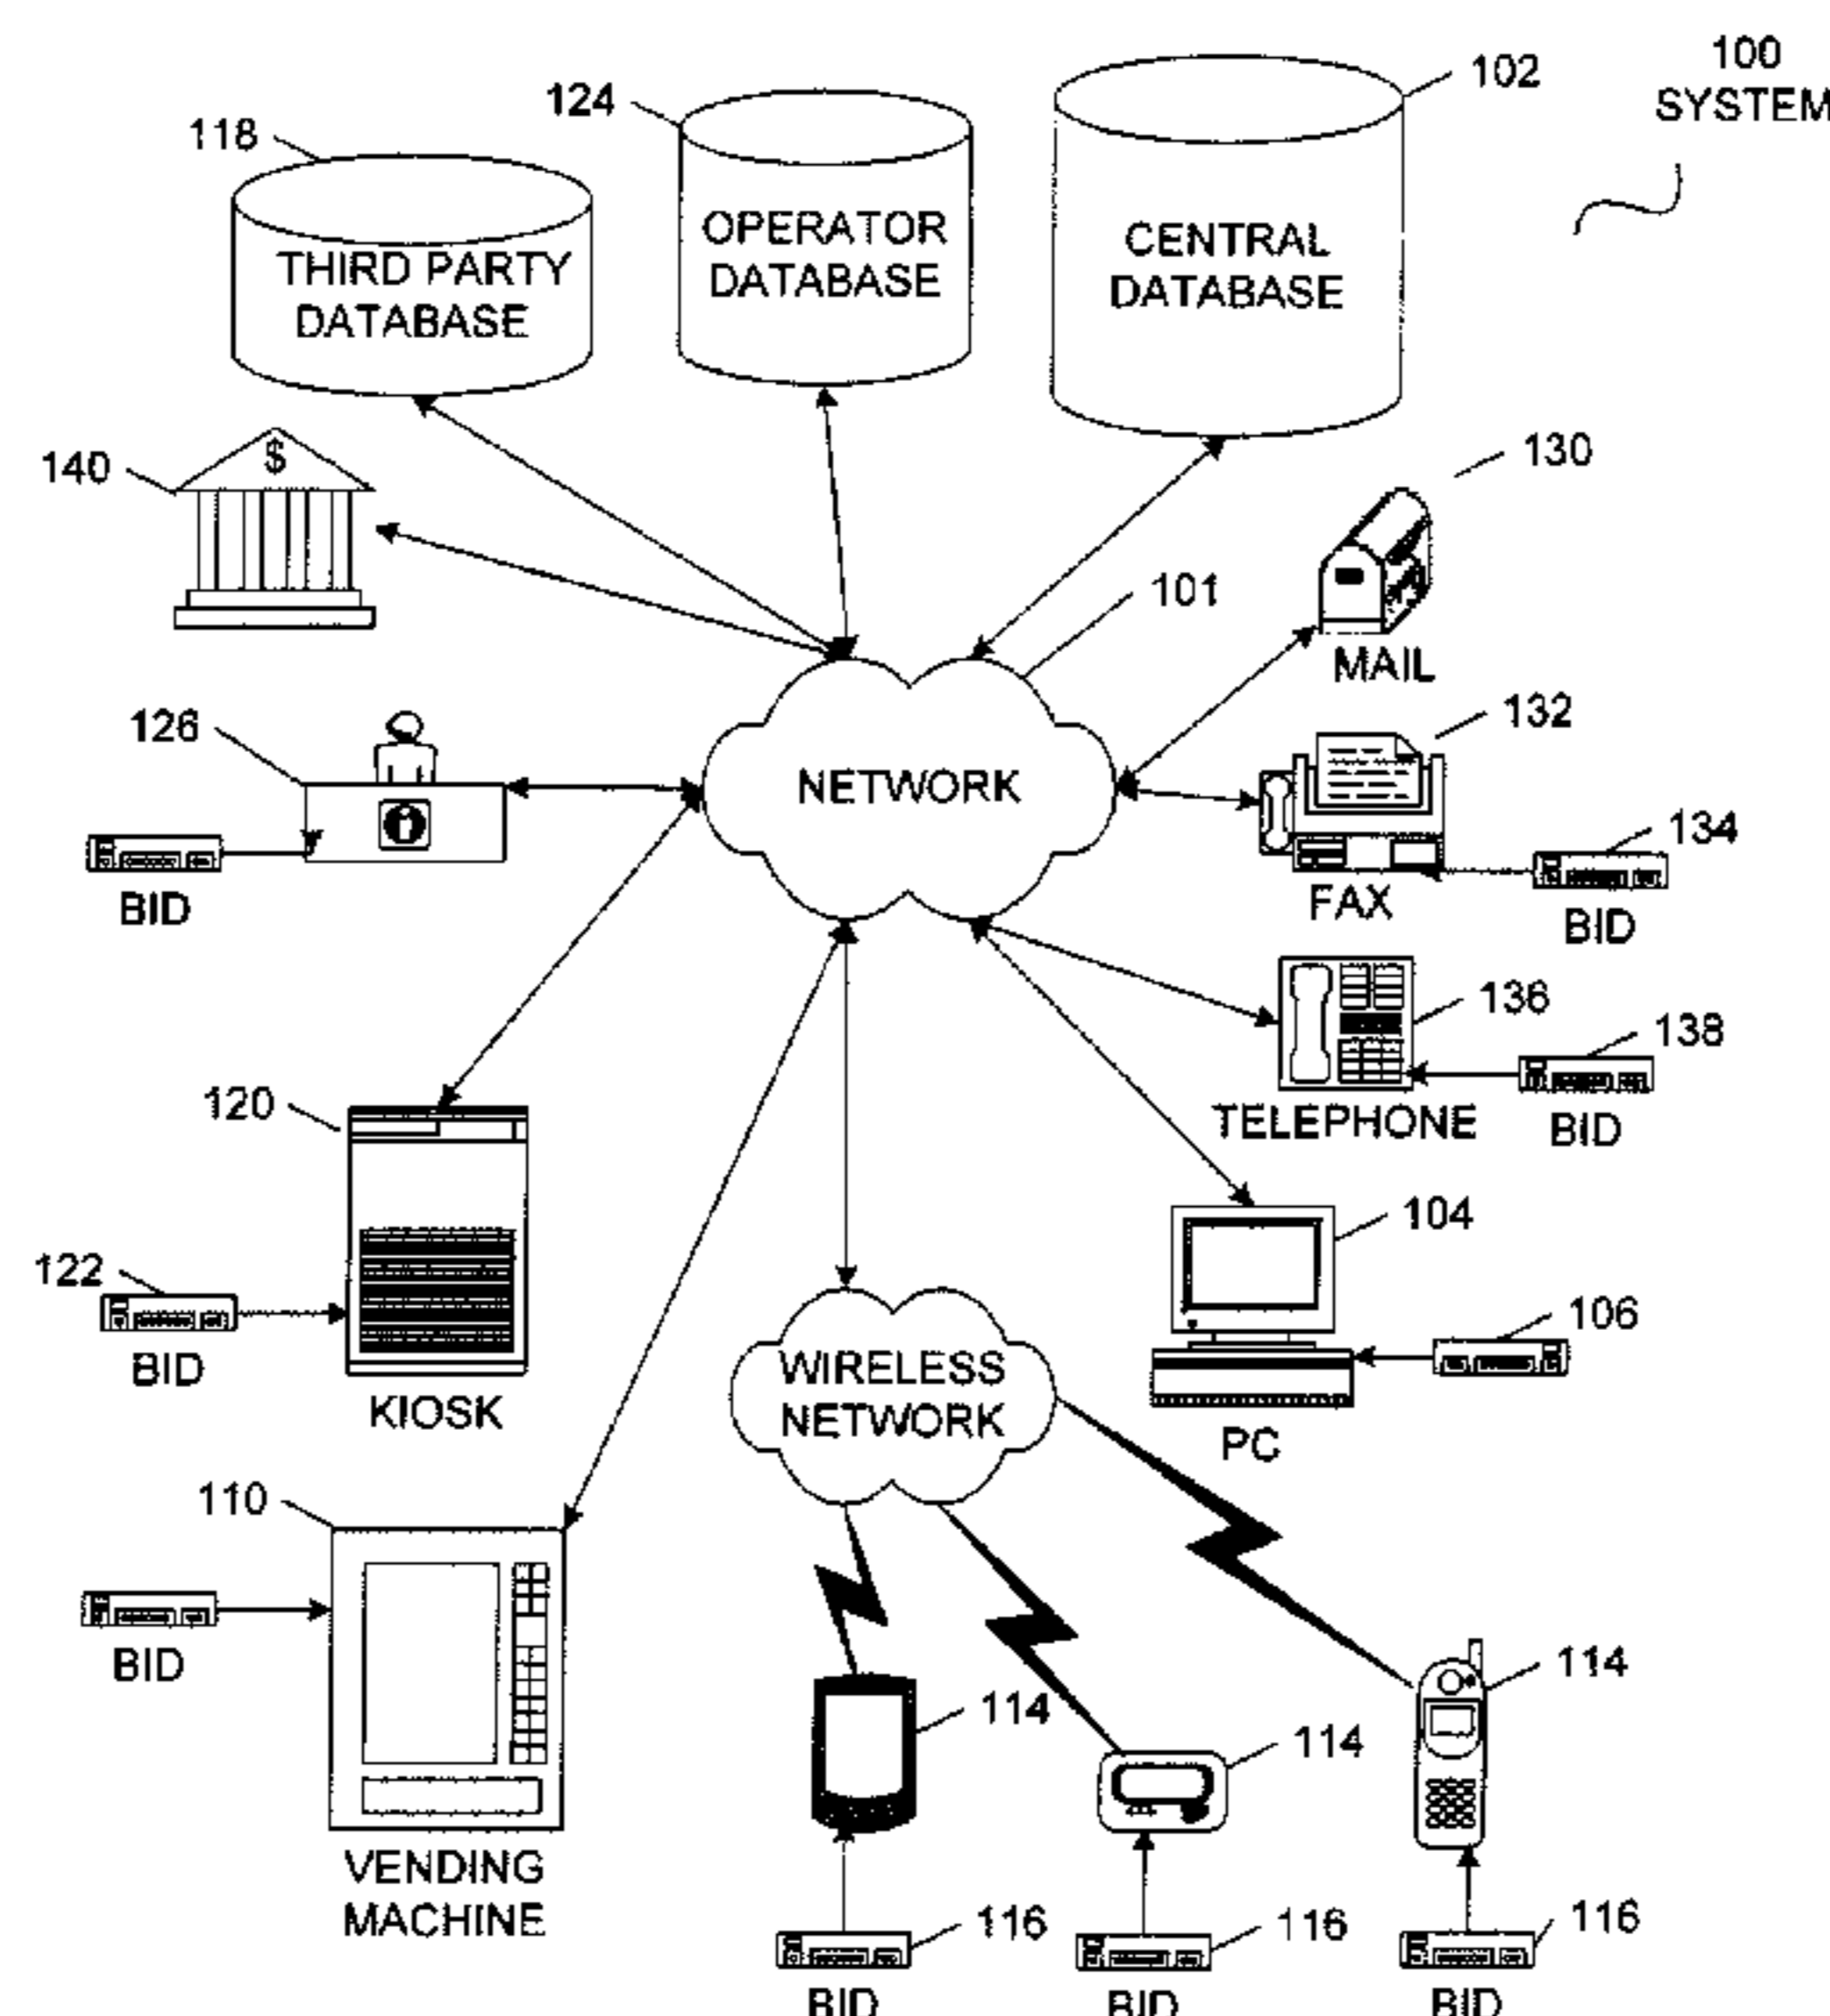 100
SYSTEM
102
124
118
THIRD PARTY
DATABASE
OPERATOR
DATABASE
CENTRAL
DATABASE
140
$
130
MAIL
101
126
NETWORK
132
134
BID
FAX
BID
136
138
TELEPHONE
BID
120
122
BID
KIOSK
104
106
PC
WIRELESS
NETWORK
110
BID
VENDING
MACHINE
114
114
114
116
116
116
BID
BID
BID